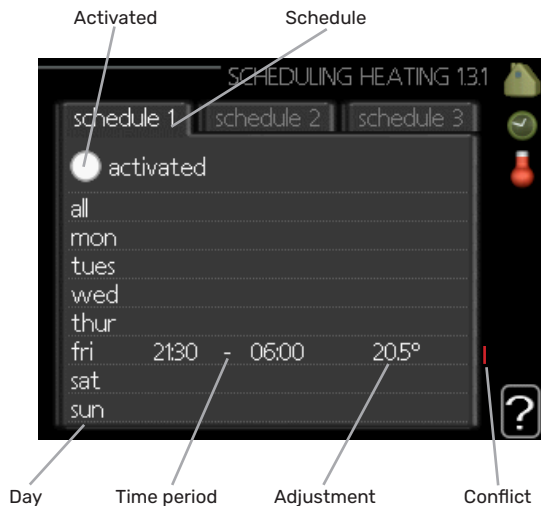 Activated Schedule
SCHEDULING HEATING 1.3.1
schedule 1 schedule 2 schedule 3
activated
all
mon
tues
wed
thur
fri 21:30 - 06:00 20.5°
sat
sun
?
Day Time period Adjustment Conflict